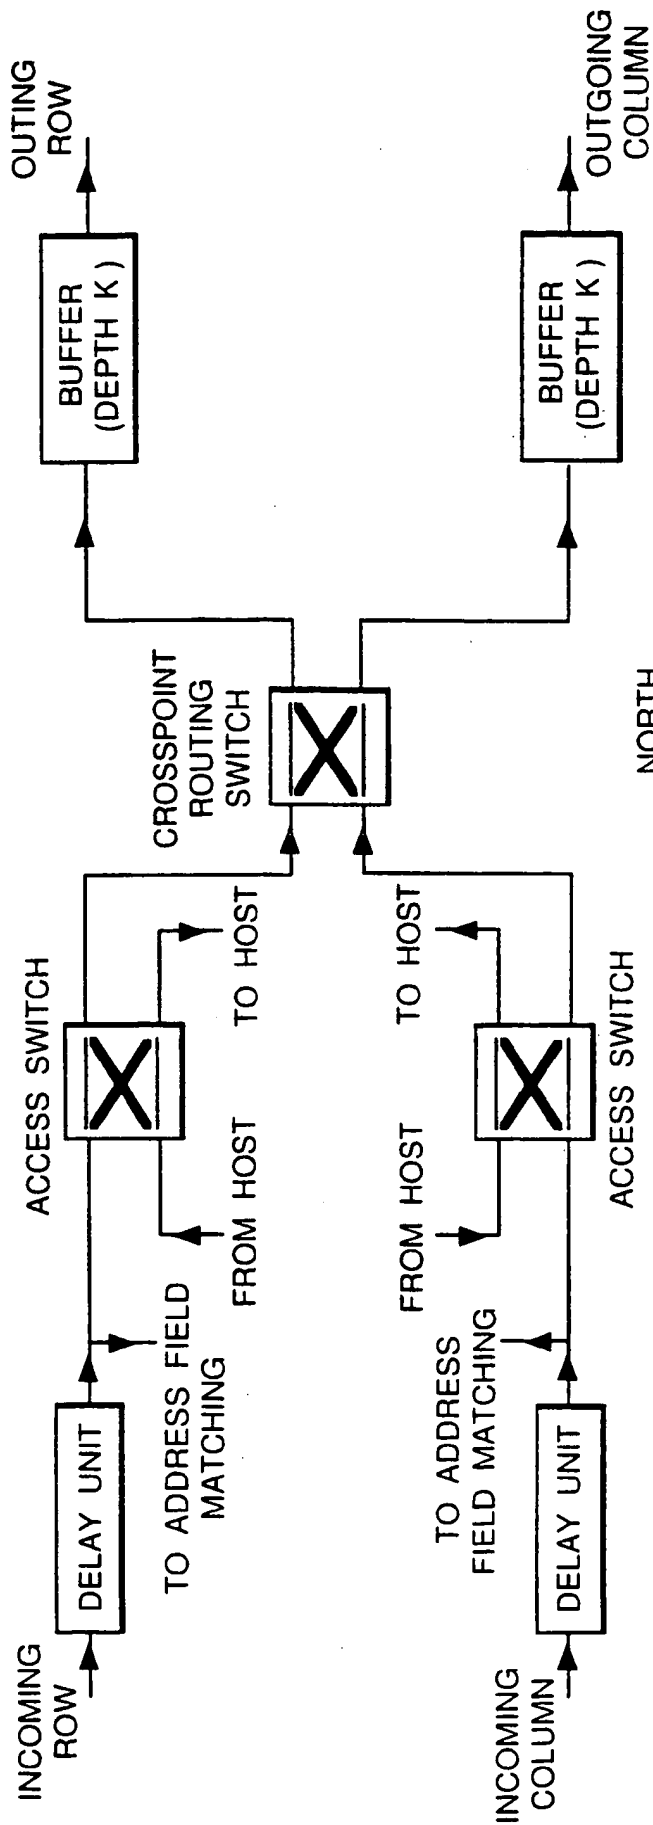 INCOMING
ROW
DELAY UNIT
TO ADDRESS FIELD
MATCHING
ACCESS SWITCH
FROM HOST
TO HOST
CROSSPOINT
ROUTING
SWITCH
BUFFER
(DEPTH K)
OUTING
ROW
INCOMING
COLUMN
DELAY UNIT
TO ADDRESS
FIELD MATCHING
FROM HOST
TO HOST
ACCESS SWITCH
BUFFER
(DEPTH K)
OUTGOING
COLUMN
NORTH